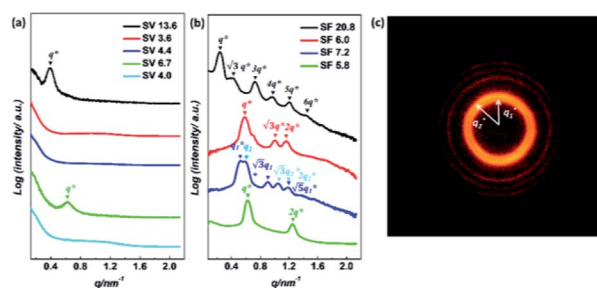 (a)
SV 13.6
SV 3.6
SV 4.4
SV 6.7
SV 4.0
q*
q*
Log (intensity/ a.u.)
0.4 0.8 1.2 1.6 2.0
q/nm⁻¹
(b)
SF 20.8
SF 6.0
SF 7.2
SF 5.8
q*
√3 q* 3q*
4q* 5q*
6q*
q*
√3q* 2q*
q₁* q₂*
√3q₁*
√3q₂* 2q₂*
√5q₁*
q*
2q*
Log (intensity/ a.u.)
0.4 0.8 1.2 1.6 2.0
q/nm⁻¹
(c)
q₂* q₁*